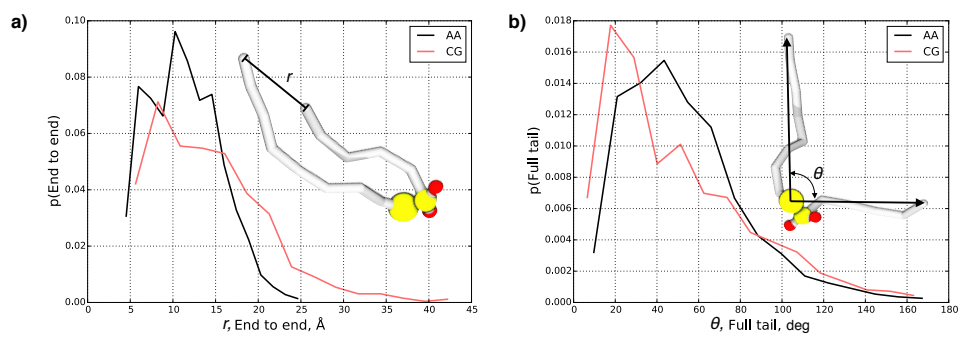 a)
p(End to end)
0.10
0.08
0.06
0.04
0.02
0.00
0 5 10 15 20 25 30 35 40 45
r, End to end, Å
AA
CG
r
b)
p(Full tail)
0.018
0.016
0.014
0.012
0.010
0.008
0.006
0.004
0.002
0.000
0 20 40 60 80 100 120 140 160 180
θ, Full tail, deg
AA
CG
θ